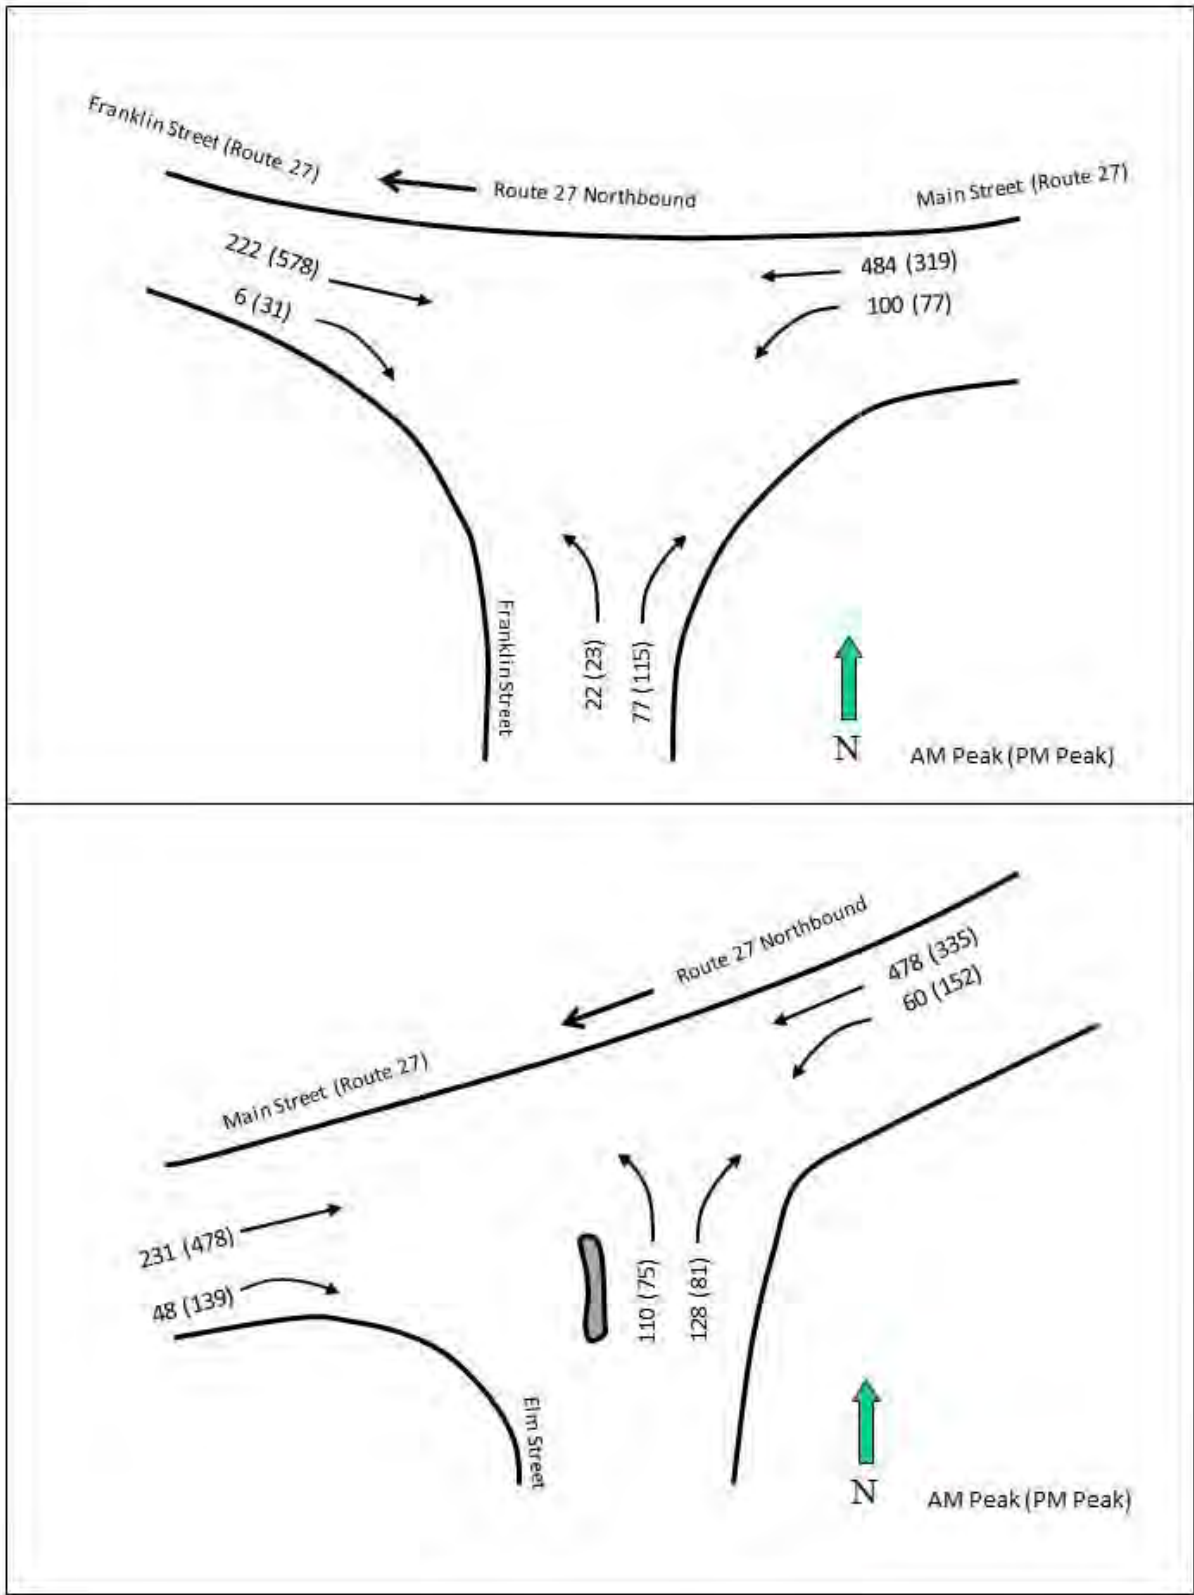 Franklin Street (Route 27)
Route 27 Northbound
Main Street (Route 27)
222 (578)
6 (31)
484 (319)
100 (77)
Franklin Street
22 (23)
77 (115)
N
AM Peak (PM Peak)
Route 27 Northbound
478 (335)
60 (152)
Main Street (Route 27)
231 (478)
48 (139)
110 (75)
128 (81)
Elm Street
N
AM Peak (PM Peak)